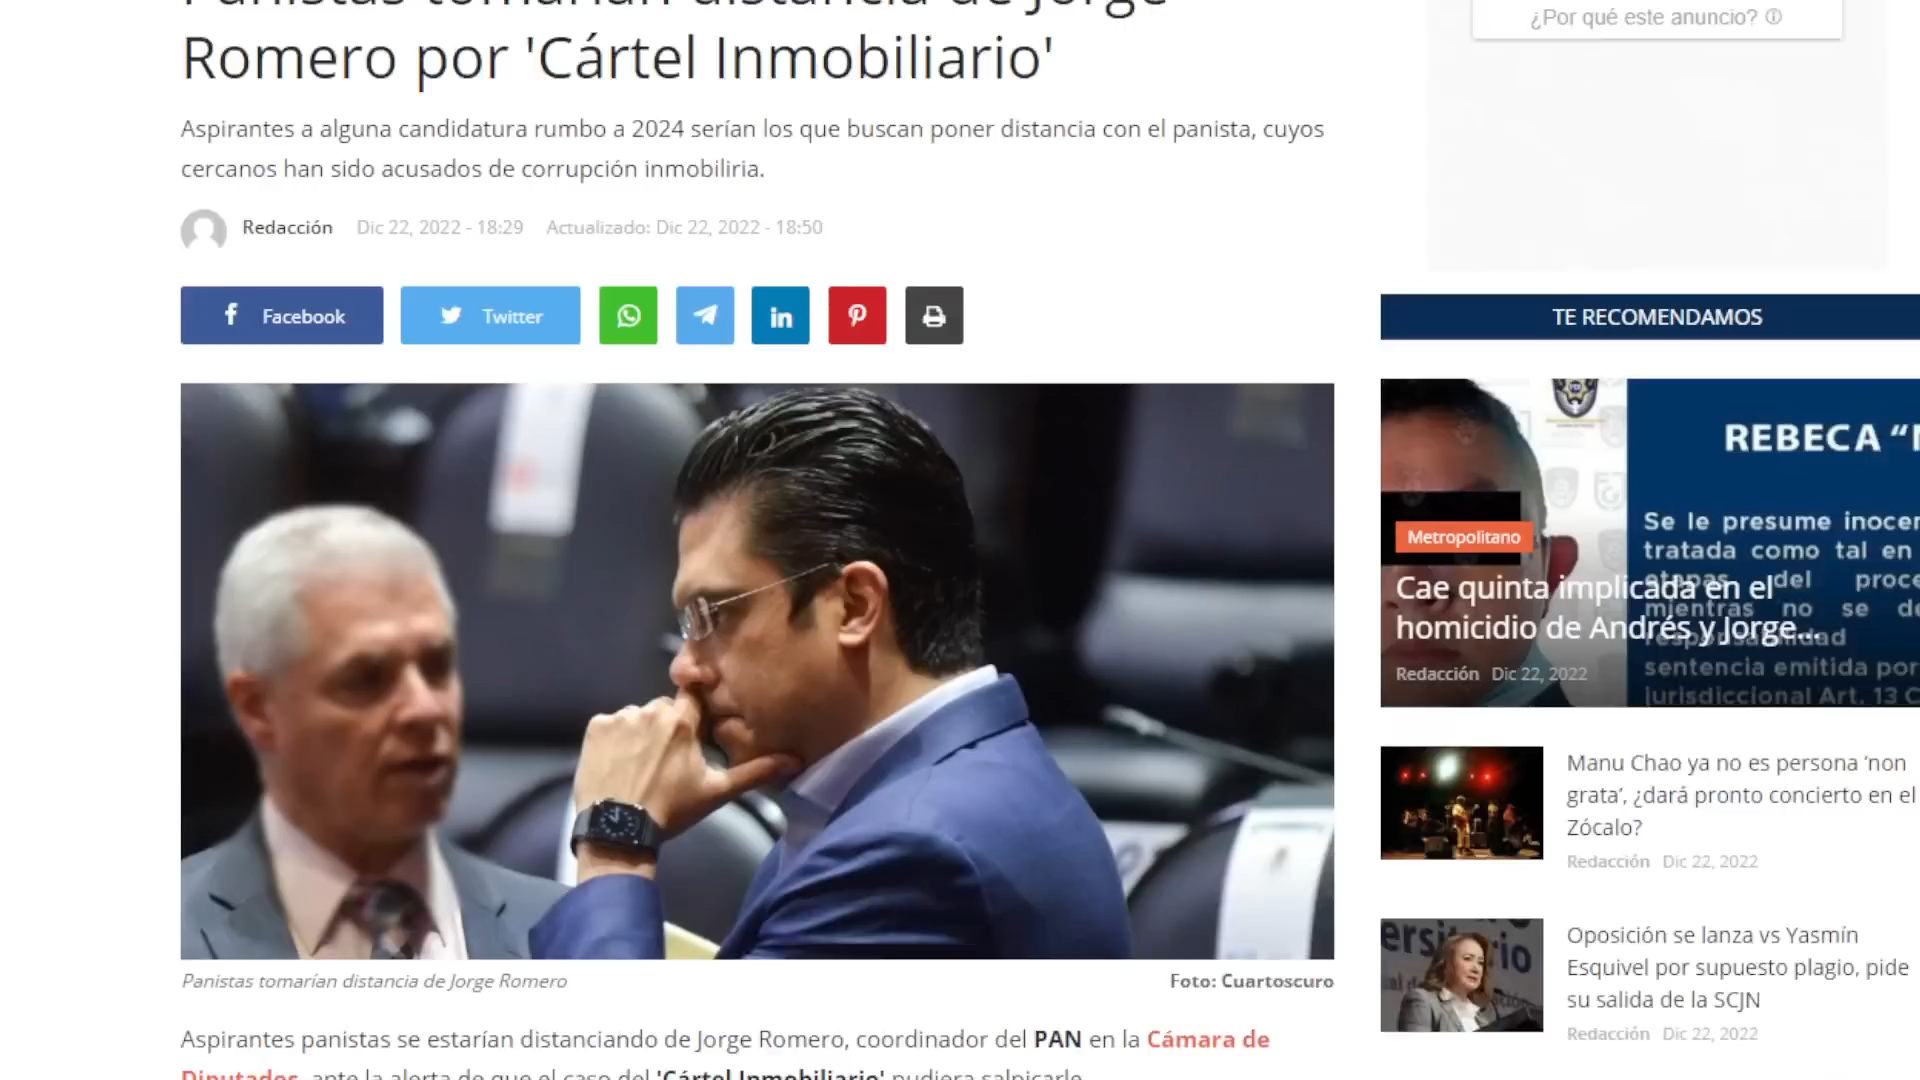 Panistas tomarían distancia de Jorge
Romero por 'Cártel Inmobiliario'
Aspirantes a alguna candidatura rumbo a 2024 serían los que buscan poner distancia con el panista, cuyos
cercanos han sido acusados de corrupción inmobiliria.
Redacción Dic 22, 2022 - 18:29 Actualizado: Dic 22, 2022 - 18:50
Facebook
Twitter
Panistas tomarían distancia de Jorge Romero
Foto: Cuartoscuro
Aspirantes panistas se estarían distanciando de Jorge Romero, coordinador del PAN en la Cámara de
Diputados, ante la alerta de que el caso del 'Cártel Inmobiliario' pudiera salpicarle
¿Por qué este anuncio?
TE RECOMENDAMOS
REBECA "
Se le presume inocen
tratada como tal en
etapas del proce
mientras no se de
responsabilidad
sentencia emitida por
jurisdiccional Art. 13 C
Metropolitano
Cae quinta implicada en el
homicidio de Andrés y Jorge...
Redacción Dic 22, 2022
Manu Chao ya no es persona 'non
grata', ¿dará pronto concierto en el
Zócalo?
Redacción Dic 22, 2022
Oposición se lanza vs Yasmín
Esquivel por supuesto plagio, pide
su salida de la SCJN
Redacción Dic 22, 2022